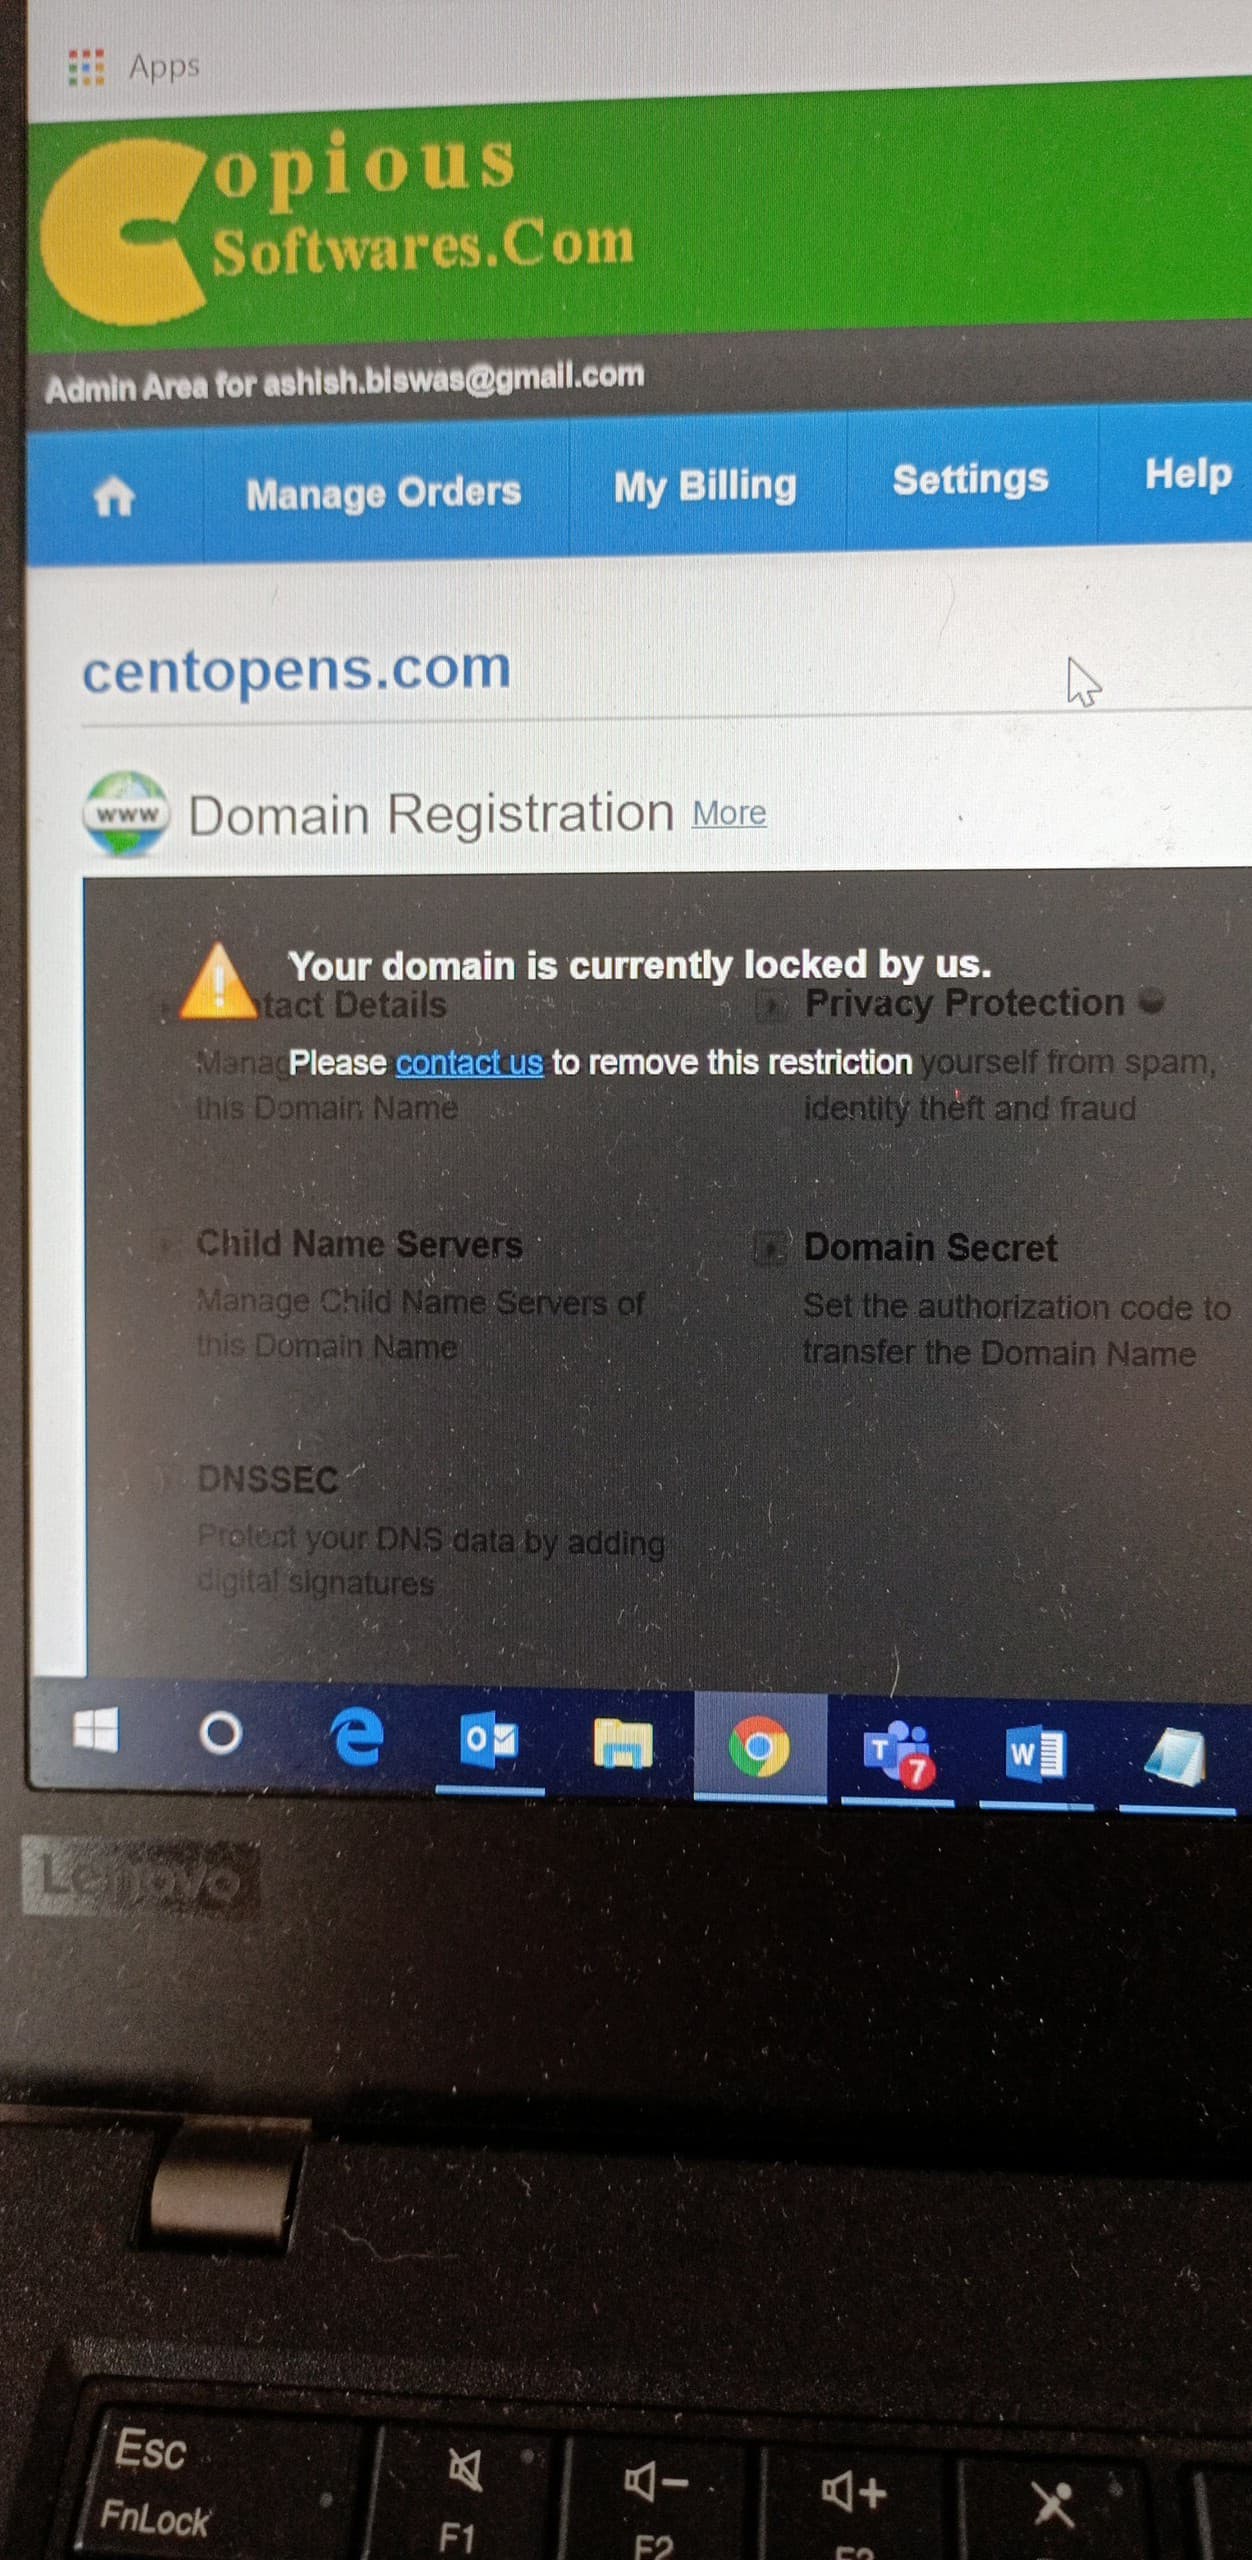 Apps
opious
Softwares.Com
Admin Area for ashish.biswas@gmail.com
Manage Orders
My Billing
Settings
Help
centopens.com
www
Domain Registration More
Your domain is currently locked by us.
tact Details
Privacy Protection
Manag
Please contact us to remove this restriction
yourself from spam,
this Domain Name
identity theft and fraud
Child Name Servers
Domain Secret
Manage Child Name Servers of
Set the authorization code to
this Domain Name
transfer the Domain Name
DNSSEC
Protect your DNS data by adding
digital signatures
T
7
W
Lenovo
Esc
FnLock
F1
F2